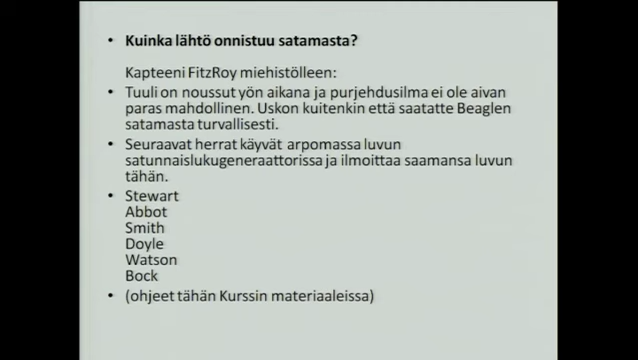 • Kuinka lähtö onnistuu satamasta?
Kapteeni FitzRoy miehistölleen:
• Tuuli on noussut yön aikana ja purjehdusilma ei ole aivan
paras mahdollinen. Uskon kuitenkin että saatatte Beaglen
satamasta turvallisesti.
• Seuraavat herrat käyvät arpomassa luvun
satunnaislukugeneraattorissa ja ilmoittaa saamansa luvun
tähän.
• Stewart
Abbot
Smith
Doyle
Watson
Bock
• (ohjeet tähän Kurssin materiaaleissa)